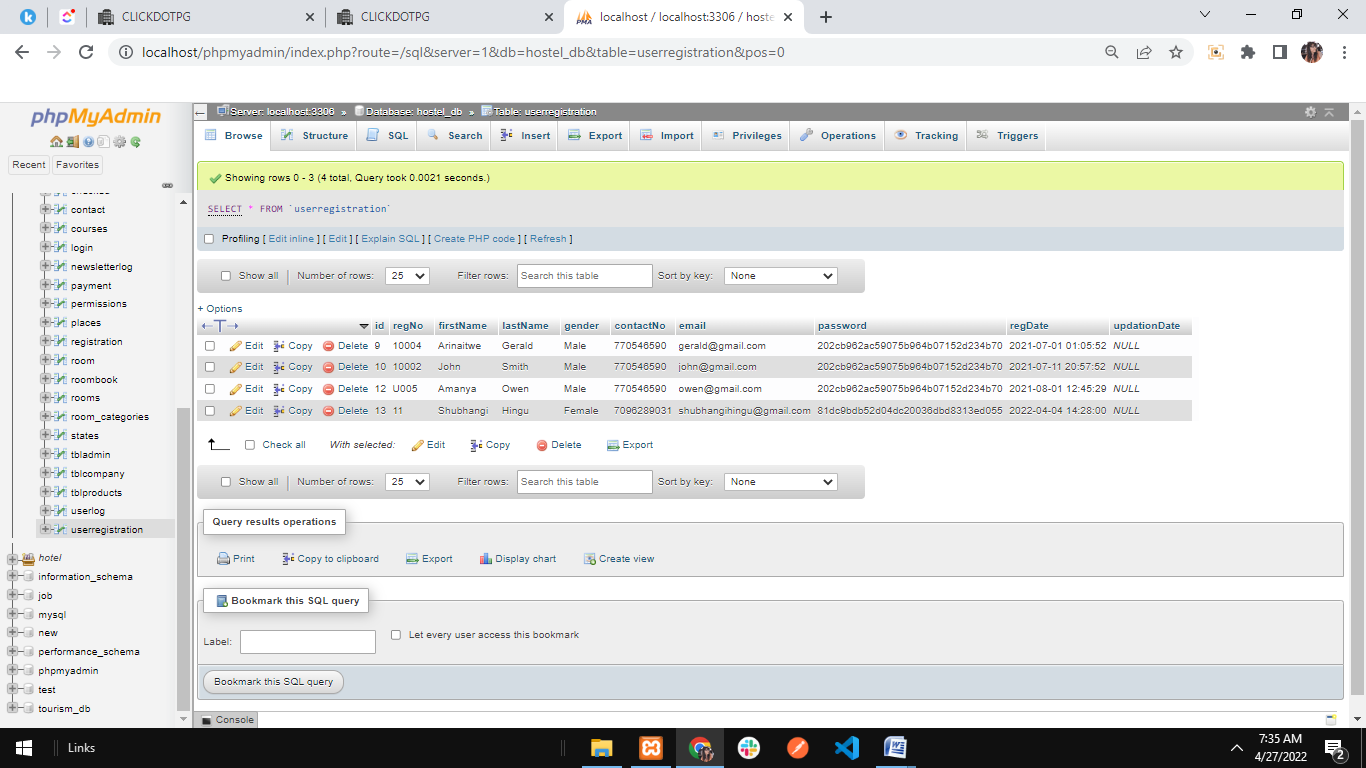 CLICKDOTPG
CLICKDOTPG
localhost / localhost:3306 / hoste
localhost/phpmyadmin/index.php?route=/sql&server=1&db=hostel_db&table=userregistration&pos=0
phpMyAdmin
Recent Favorites
contact
courses
login
newsletterlog
payment
permissions
places
registration
room
roombook
rooms
room_categories
states
tbladmin
tblcompany
tblproducts
userlog
userregistration
hotel
information_schema
job
mysql
new
performance_schema
phpmyadmin
test
tourism_db
Server: localhost:3306 » Database: hostel_db » Table: userregistration
Browse Structure SQL Search Insert Export Import Privileges Operations Tracking Triggers
Showing rows 0 - 3 (4 total, Query took 0.0021 seconds.)
SELECT * FROM `userregistration`
Profiling [ Edit inline ] [ Edit ] [ Explain SQL ] [ Create PHP code ] [ Refresh ]
Show all Number of rows: 25 Filter rows: Search this table Sort by key: None
+ Options
id regNo firstName lastName gender contactNo email password regDate updationDate
Edit Copy Delete 9 10004 Arinaitwe Gerald Male 770546590 gerald@gmail.com 202cb962ac59075b964b07152d234b70 2021-07-01 01:05:52 NULL
Edit Copy Delete 10 10002 John Smith Male 770546590 john@gmail.com 202cb962ac59075b964b07152d234b70 2021-07-11 20:57:52 NULL
Edit Copy Delete 12 U005 Amanya Owen Male 770546590 owen@gmail.com 202cb962ac59075b964b07152d234b70 2021-08-01 12:45:29 NULL
Edit Copy Delete 13 11 Shubhangi Hingu Female 7096289031 shubhangihingu@gmail.com 81dc9bdb52d04dc20036dbd8313ed055 2022-04-04 14:28:00 NULL
Check all With selected: Edit Copy Delete Export
Show all Number of rows: 25 Filter rows: Search this table Sort by key: None
Query results operations
Print Copy to clipboard Export Display chart Create view
Bookmark this SQL query
Label: Let every user access this bookmark
Bookmark this SQL query
Console
Links
7:35 AM
4/27/2022
2